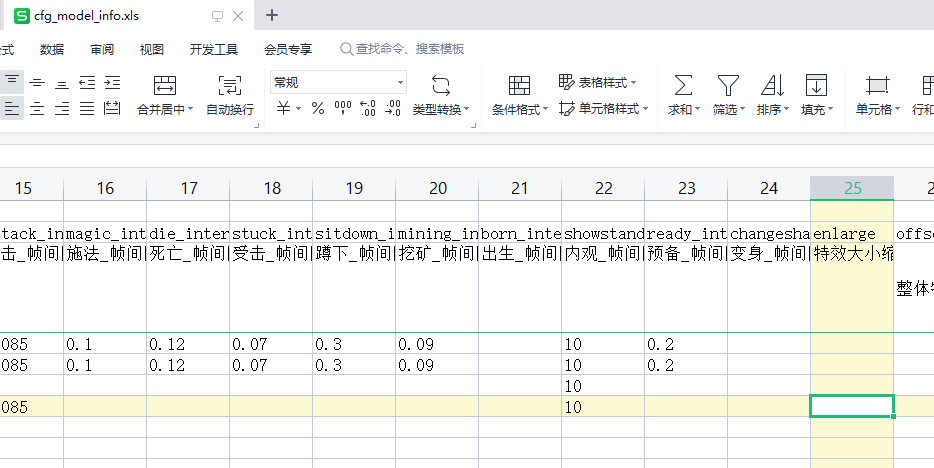 cfg_model_info.xls
公式 数据 审阅 视图 开发工具 会员专享 查找命令、搜索模板
合并居中 自动换行 常规 类型转换 条件格式 表格样式 单元格样式 求和 筛选 排序 填充 单元格 行和
¥ % 000 .00 .00
15 16 17 18 19 20 21 22 23 24 25
tack_in magic_int die_inter stuck_int sitdown_i mining_in born_inte showstand ready_int changesha enlarge offse
击_帧间 施法_帧间 死亡_帧间 受击_帧间 蹲下_帧间 挖矿_帧间 出生_帧间 内观_帧间 预备_帧间 变身_帧间 特效大小缩
整体
085 0.1 0.12 0.07 0.3 0.09 10 0.2
085 0.1 0.12 0.07 0.3 0.09 10 0.2
10
085 10